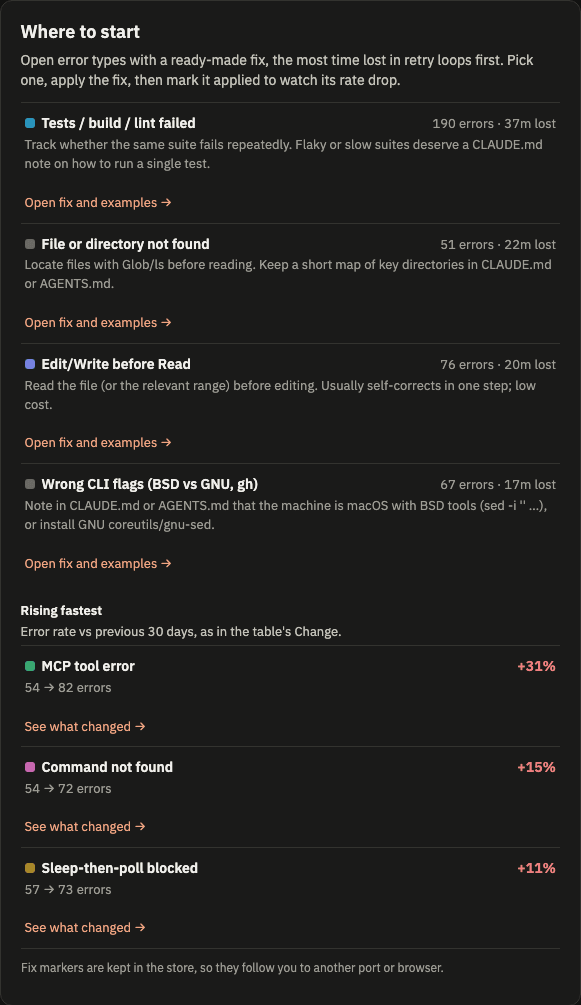 Where to start
Open error types with a ready-made fix, the most time lost in retry loops first. Pick
one, apply the fix, then mark it applied to watch its rate drop.
Tests / build / lint failed
190 errors · 37m lost
Track whether the same suite fails repeatedly. Flaky or slow suites deserve a CLAUDE.md
note on how to run a single test.
Open fix and examples →
File or directory not found
51 errors · 22m lost
Locate files with Glob/ls before reading. Keep a short map of key directories in CLAUDE.md
or AGENTS.md.
Open fix and examples →
Edit/Write before Read
76 errors · 20m lost
Read the file (or the relevant range) before editing. Usually self-corrects in one step; low
cost.
Open fix and examples →
Wrong CLI flags (BSD vs GNU, gh)
67 errors · 17m lost
Note in CLAUDE.md or AGENTS.md that the machine is macOS with BSD tools (sed -i '' ...),
or install GNU coreutils/gnu-sed.
Open fix and examples →
Rising fastest
Error rate vs previous 30 days, as in the table's Change.
MCP tool error
+31%
54 → 82 errors
See what changed →
Command not found
+15%
54 → 72 errors
See what changed →
Sleep-then-poll blocked
+11%
57 → 73 errors
See what changed →
Fix markers are kept in the store, so they follow you to another port or browser.